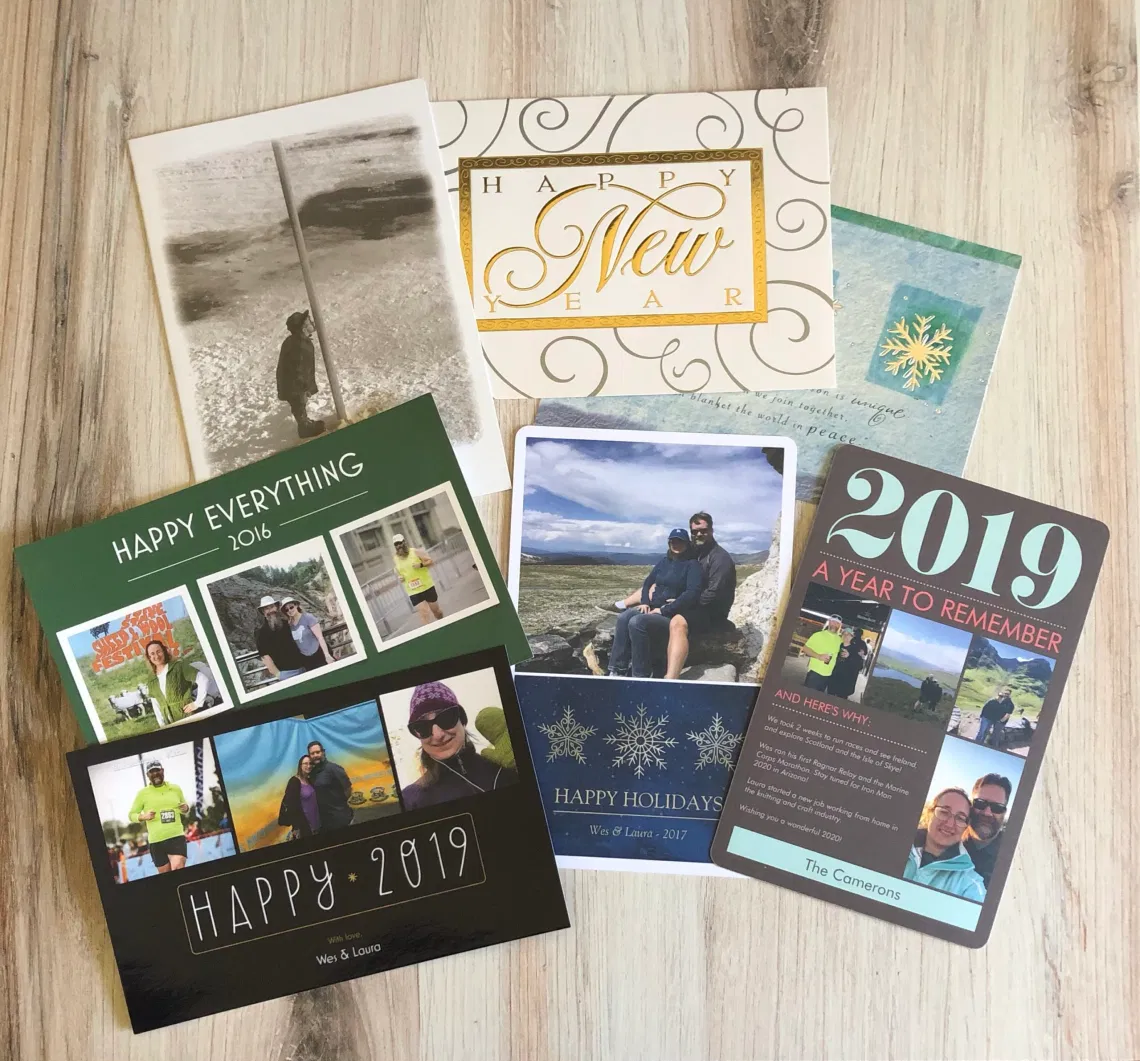 HAPPY
New
YEAR
is unique
we join together.
blanket the world in peace
HAPPY EVERYTHING
2016
HAPPY HOLIDAYS
Wes & Laura - 2017
2019
A YEAR TO REMEMBER
AND HERE'S WHY:
We took 2 weeks to run races and see Ireland
and explore Scotland and the Isle of Skye!
Wes ran his first Ragnar Relay and the Marine
Corps Marathon. Stay tuned for Iron Man
2020 in Arizona!
Laura started a new job working from home in
the knitting and craft industry.
Wishing you a wonderful 2020!
The Camerons
HAPPY * 2019
With love,
Wes & Laura